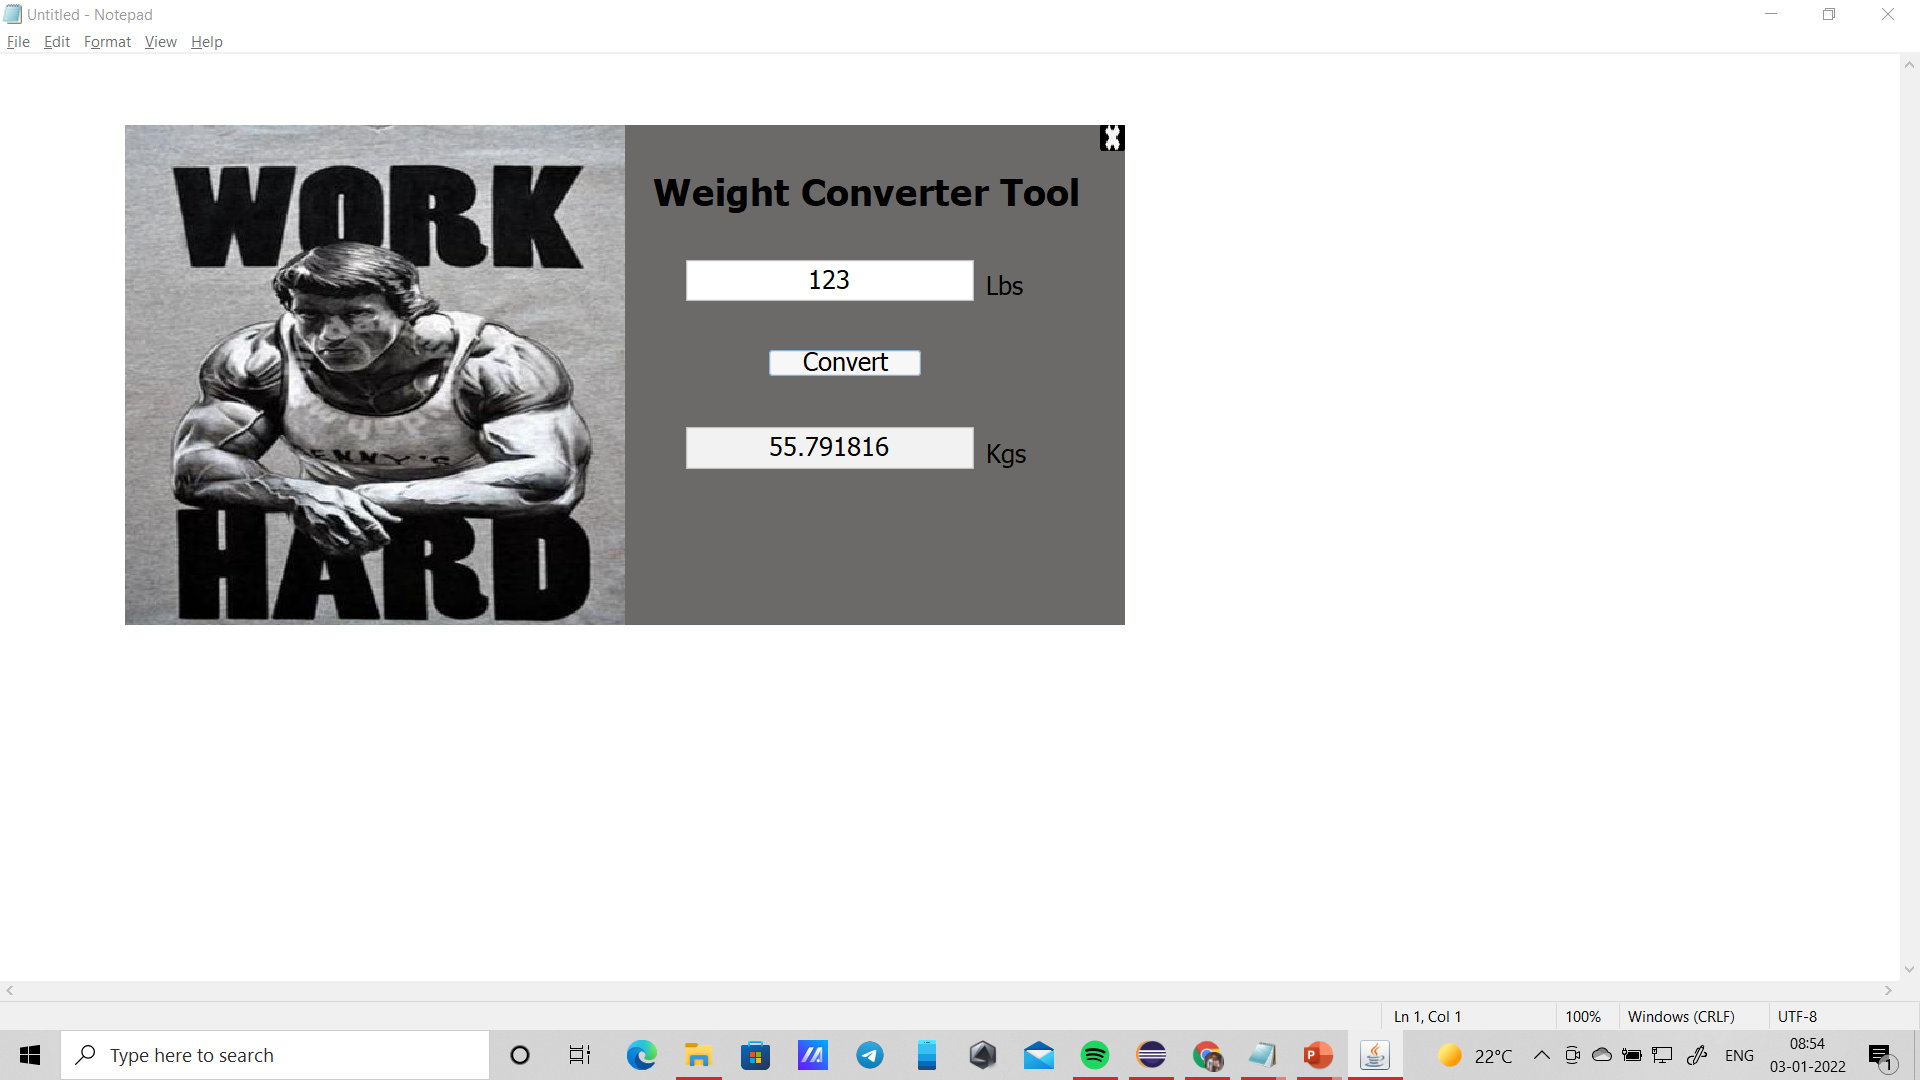 Untitled - Notepad
File Edit Format View Help
WORK
HARD
Weight Converter Tool
123 Lbs
Convert
55.791816 Kgs
Ln 1, Col 1 100% Windows (CRLF) UTF-8
Type here to search
22°C ENG 08:54
03-01-2022
1